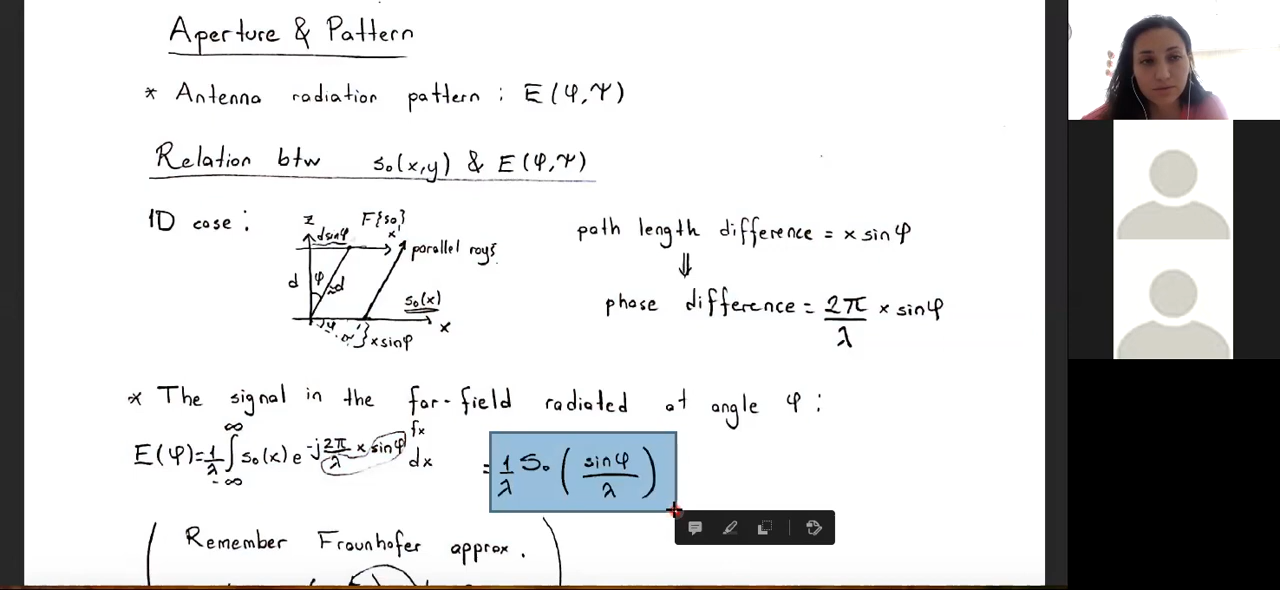 Aperture & Pattern
* Antenna radiation pattern : E(φ,Ψ)
Relation btw s₀(x,y) & E(φ,Ψ)
1D case :
z
F{s₀}
dsinφ
x'
parallel rays
d
φ
≈d
s₀(x)
x
x sinφ
path length difference = x sinφ
⇓
phase difference = 2π/λ x sinφ
* The signal in the far-field radiated at angle φ :
E(φ) = 1/λ ∫_{-∞}^{∞} s₀(x) e^{-j 2π/λ x sinφ} dx = 1/λ S₀ ( sinφ/λ )
fx
( Remember Fraunhofer approx. )